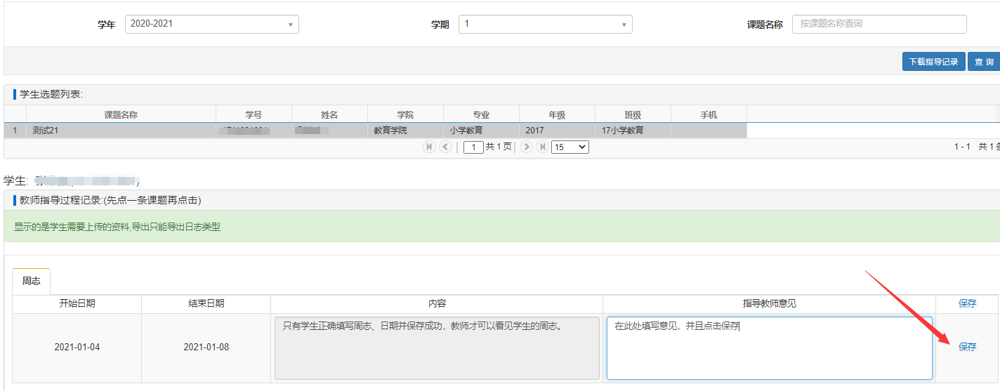 学年 2020-2021 学期 1 课题名称 按课题名称查询
下载指导记录 查 询
学生选题列表:
课题名称 学号 姓名 学院 专业 年级 班级 手机
1 测试21 教育学院 小学教育 2017 17小学教育
1 共 1 页 15 1 - 1 共 1 条
学生:
教师指导过程记录:(先点一条课题再点击)
显示的是学生需要上传的资料,导出只能导出日志类型
周志
开始日期 结束日期 内容 指导教师意见 保存
只有学生正确填写周志、日期并保存成功，教师才可以看见学生的周志。 在此处填写意见，并且点击保存
2021-01-04 2021-01-08 保存